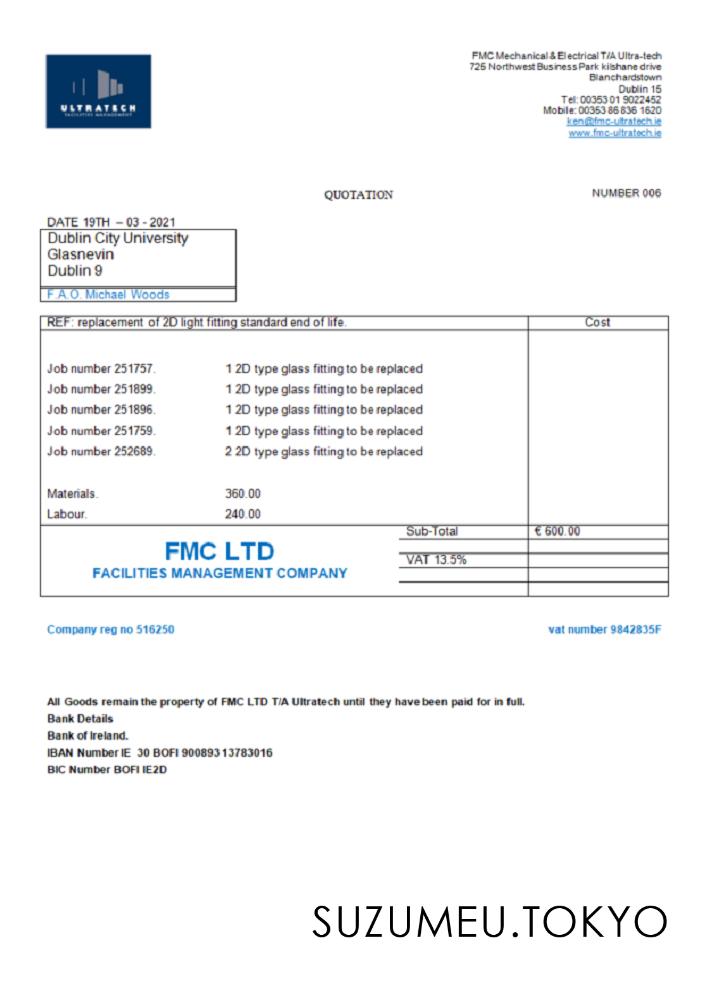 ULTRATECH
FACILITIES MANAGEMENT
FMC Mechanical & Electrical T/A Ultra-tech
726 Northwest Business Park kilshane drive
Blanchardstown
Dublin 15
Tel: 00353 01 9022452
Mobile: 00353 86 836 1620
ken@fmc-ultratech.ie
www.fmc-ultratech.ie
QUOTATION
NUMBER 006
DATE 19TH – 03 - 2021
Dublin City University
Glasnevin
Dublin 9
F.A.O. Michael Woods
REF: replacement of 2D light fitting standard end of life. Cost
Job number 251757. 1 2D type glass fitting to be replaced
Job number 251899. 1 2D type glass fitting to be replaced
Job number 251896. 1 2D type glass fitting to be replaced
Job number 251759. 1 2D type glass fitting to be replaced
Job number 252689. 2 2D type glass fitting to be replaced
Materials. 360.00
Labour. 240.00
Sub-Total € 600.00
FMC LTD
FACILITIES MANAGEMENT COMPANY
VAT 13.5%
Company reg no 516250
vat number 9842835F
All Goods remain the property of FMC LTD T/A Ultratech until they have been paid for in full.
Bank Details
Bank of Ireland.
IBAN Number IE 30 BOFI 90089313783016
BIC Number BOFI IE2D
SUZUMEU.TOKYO